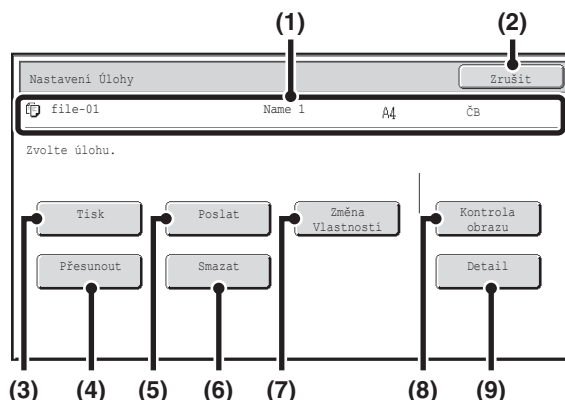 (1) (2)
Nastavení Úlohy Zrušit
file-01 Name 1 A4 ČB
Zvolte úlohu.
Tisk Poslat Změna Vlastnosti Kontrola obrazu
Přesunout Smazat Detail
(3) (4) (5) (6) (7) (8) (9)